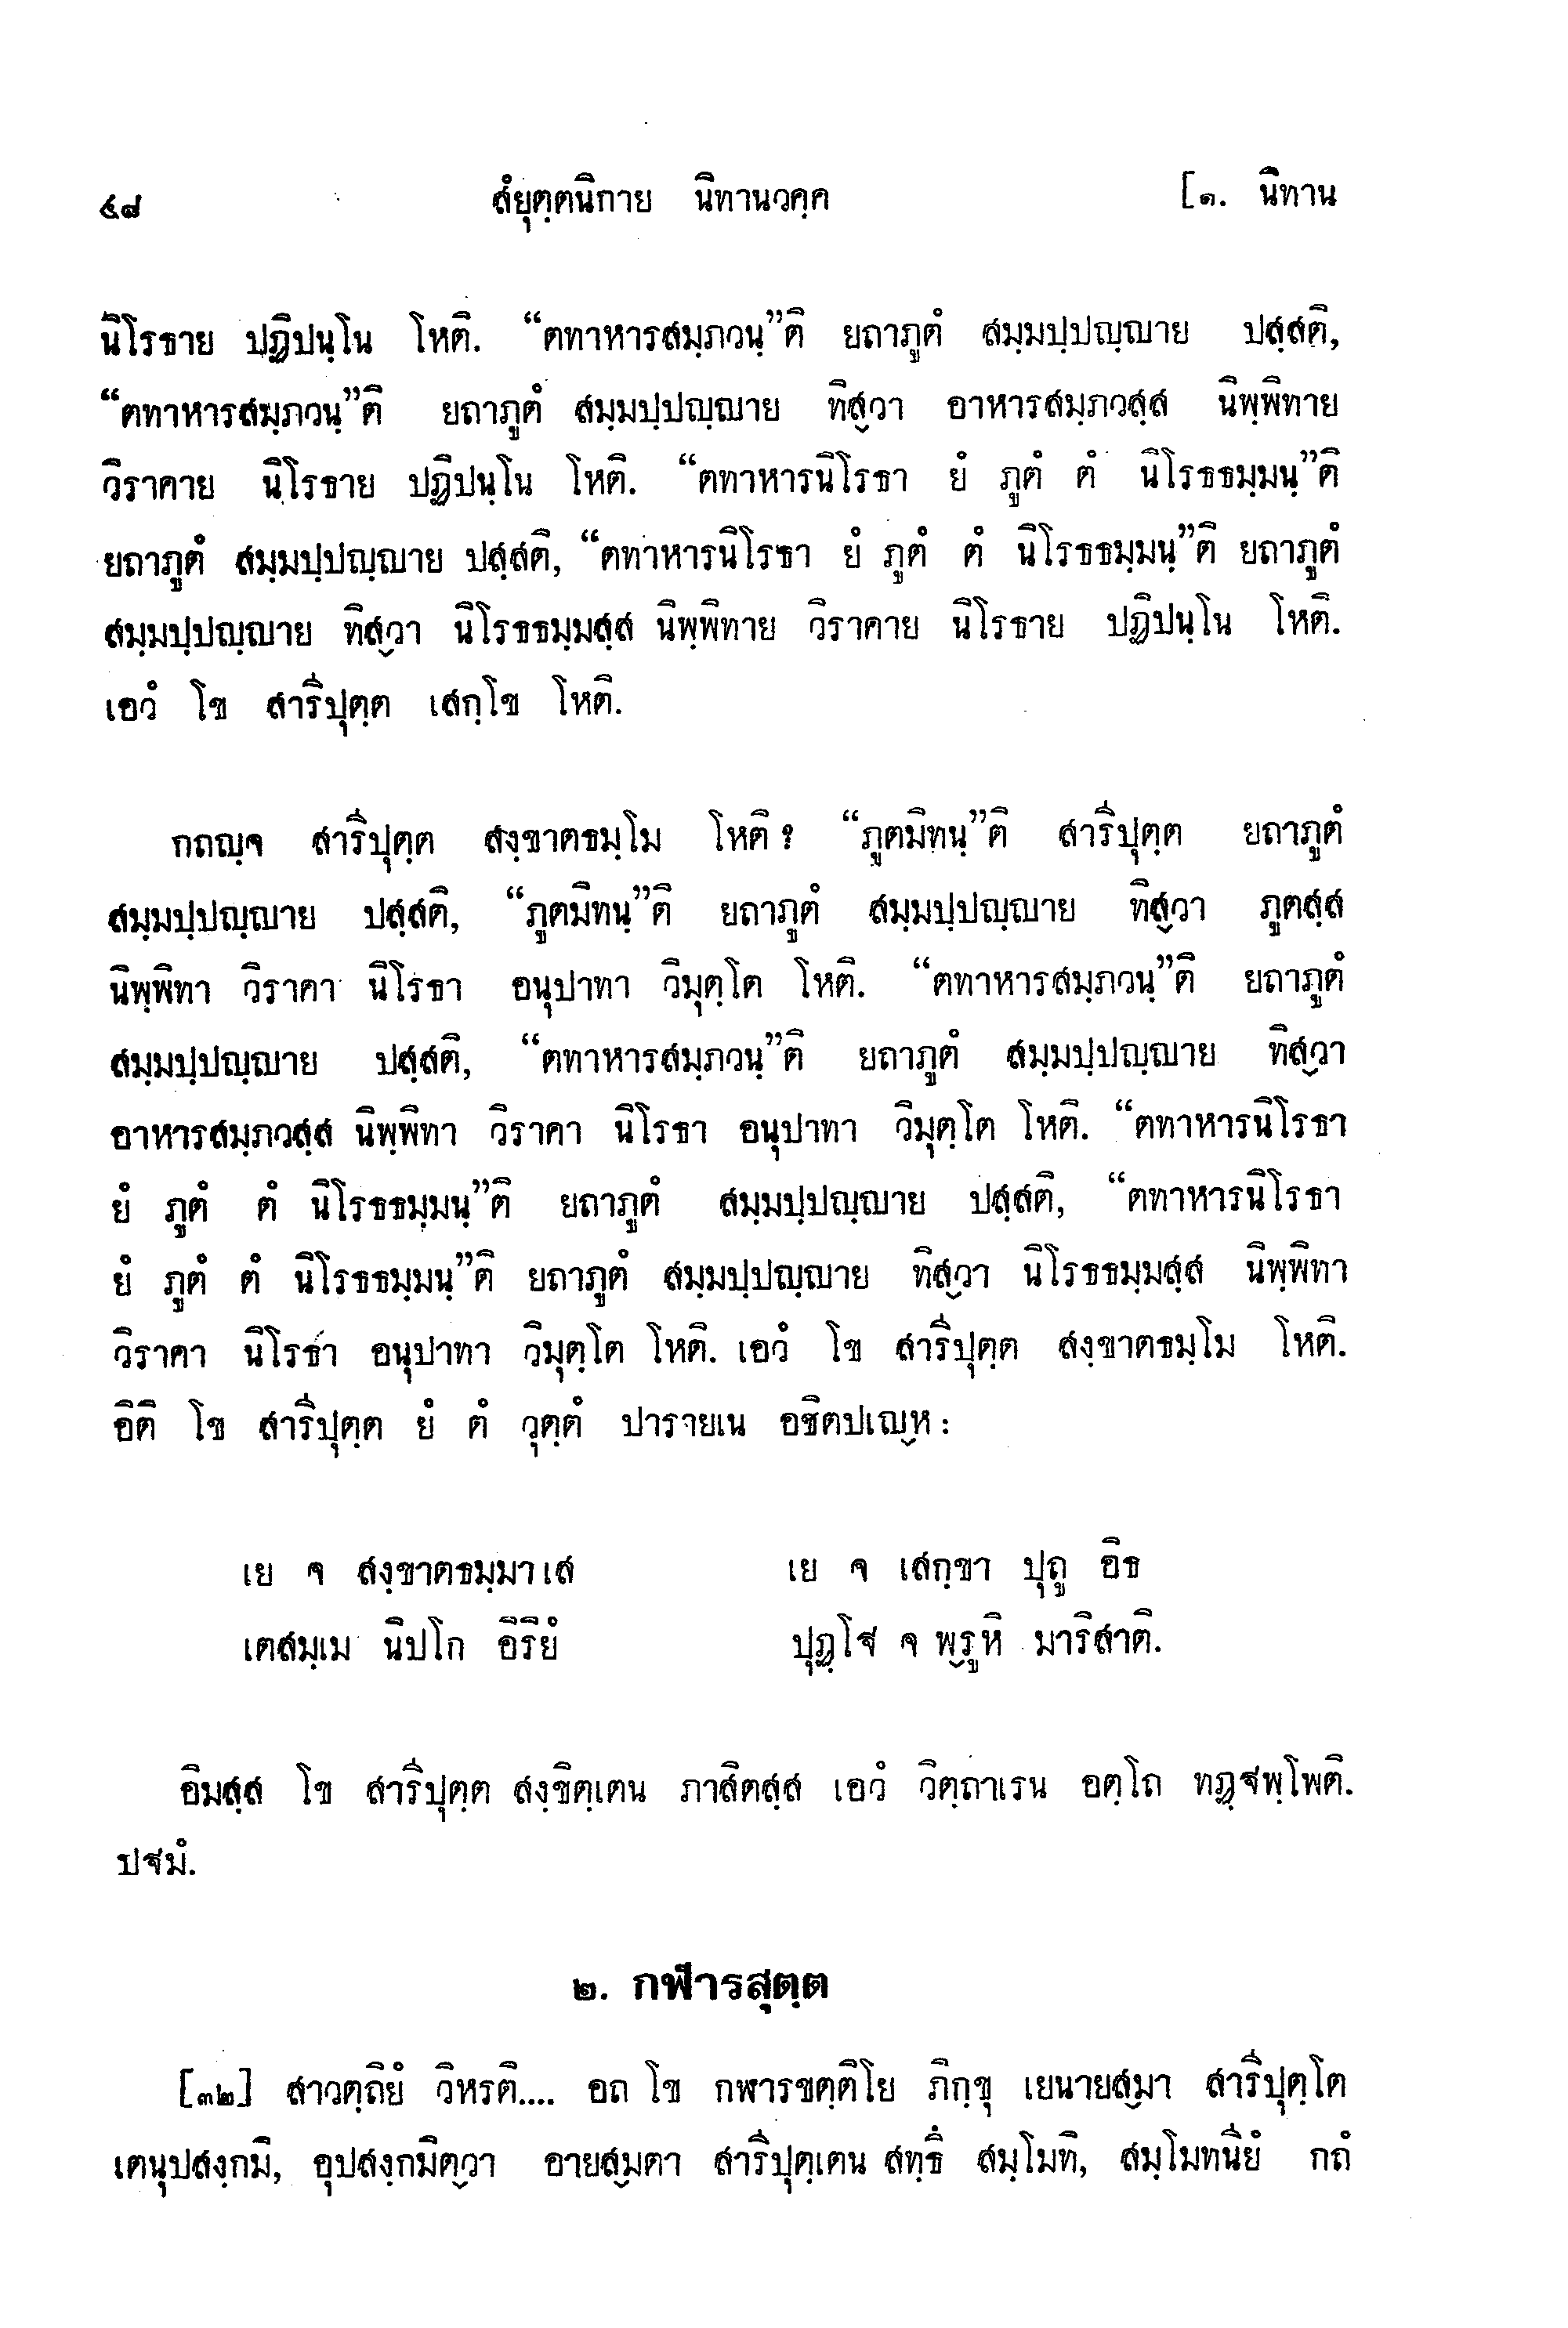 ๔๘ สํยุตฺตนิกาย นิทานวคฺค [๑. นิทาน
นิโรธาย ปฏิปนฺโน โหติ. “ตทาหารสมฺภวนฺ”ติ ยถาภูตํ สมฺมปฺปญฺญาย ปสฺสติ,
“ตทาหารสมฺภวนฺ”ติ ยถาภูตํ สมฺมปฺปญฺญาย ทิสฺวา อาหารสมฺภวสฺส นิพฺพิทาย
วิราคาย นิโรธาย ปฏิปนฺโน โหติ. “ตทาหารนิโรธา ยํ ภูตํ ตํ นิโรธธมฺมนฺ”ติ
ยถาภูตํ สมฺมปฺปญฺญาย ปสฺสติ, “ตทาหารนิโรธา ยํ ภูตํ ตํ นิโรธธมฺมนฺ”ติ ยถาภูตํ
สมฺมปฺปญฺญาย ทิสฺวา นิโรธธมฺมสฺส นิพฺพิทาย วิราคาย นิโรธาย ปฏิปนฺโน โหติ.
เอวํ โข สาริปุตฺต เสกฺโข โหติ.
กถญฺจ สาริปุตฺต สงฺขาตธมฺโม โหติ? “ภูตมิทนฺ”ติ สาริปุตฺต ยถาภูตํ
สมฺมปฺปญฺญาย ปสฺสติ, “ภูตมิทนฺ”ติ ยถาภูตํ สมฺมปฺปญฺญาย ทิสฺวา ภูตสฺส
นิพฺพิทา วิราคา นิโรธา อนุปาทา วิมุตฺโต โหติ. “ตทาหารสมฺภวนฺ”ติ ยถาภูตํ
สมฺมปฺปญฺญาย ปสฺสติ, “ตทาหารสมฺภวนฺ”ติ ยถาภูตํ สมฺมปฺปญฺญาย ทิสฺวา
อาหารสมฺภวสฺส นิพฺพิทา วิราคา นิโรธา อนุปาทา วิมุตฺโต โหติ. “ตทาหารนิโรธา
ยํ ภูตํ ตํ นิโรธธมฺมนฺ”ติ ยถาภูตํ สมฺมปฺปญฺญาย ปสฺสติ, “ตทาหารนิโรธา
ยํ ภูตํ ตํ นิโรธธมฺมนฺ”ติ ยถาภูตํ สมฺมปฺปญฺญาย ทิสฺวา นิโรธธมฺมสฺส นิพฺพิทา
วิราคา นิโรธา อนุปาทา วิมุตฺโต โหติ. เอวํ โข สาริปุตฺต สงฺขาตธมฺโม โหติ.
อิติ โข สาริปุตฺต ยํ ตํ วุตฺตํ ปารายเน อชิตปเญฺห:
เย จ สงฺขาตธมฺมาเส เย จ เสกฺขา ปุถู อิธ
เตสมฺเม นิปโก อิริยํ ปุฏฺโฐ จ พฺรูหิ มาริสาติ.
อิมสฺส โข สาริปุตฺต สงฺขิตฺเตน ภาสิตสฺส เอวํ วิตฺถาเรน อตฺโถ ทฏฺฐพฺโพติ.
ปฐมํ.
๒. กฬารสุตฺต
[๓๒] สาวตฺถิยํ วิหรติ.... อถ โข กฬารขตฺติโย ภิกฺขุ เยนายสฺมา สาริปุตฺโต
เตนุปสงฺกมิ, อุปสงฺกมิตฺวา อายสฺมตา สาริปุตฺเตน สทฺธึ สมฺโมทิ, สมฺโมทนียํ กถํ